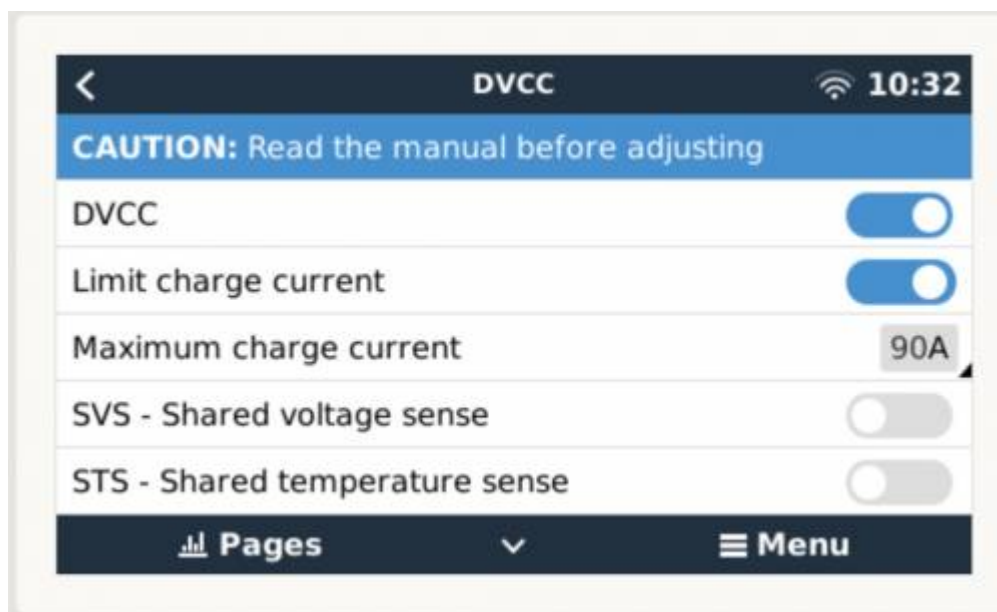 DVCC 10:32
CAUTION: Read the manual before adjusting
DVCC
Limit charge current
Maximum charge current 90A
SVS - Shared voltage sense
STS - Shared temperature sense
Pages Menu